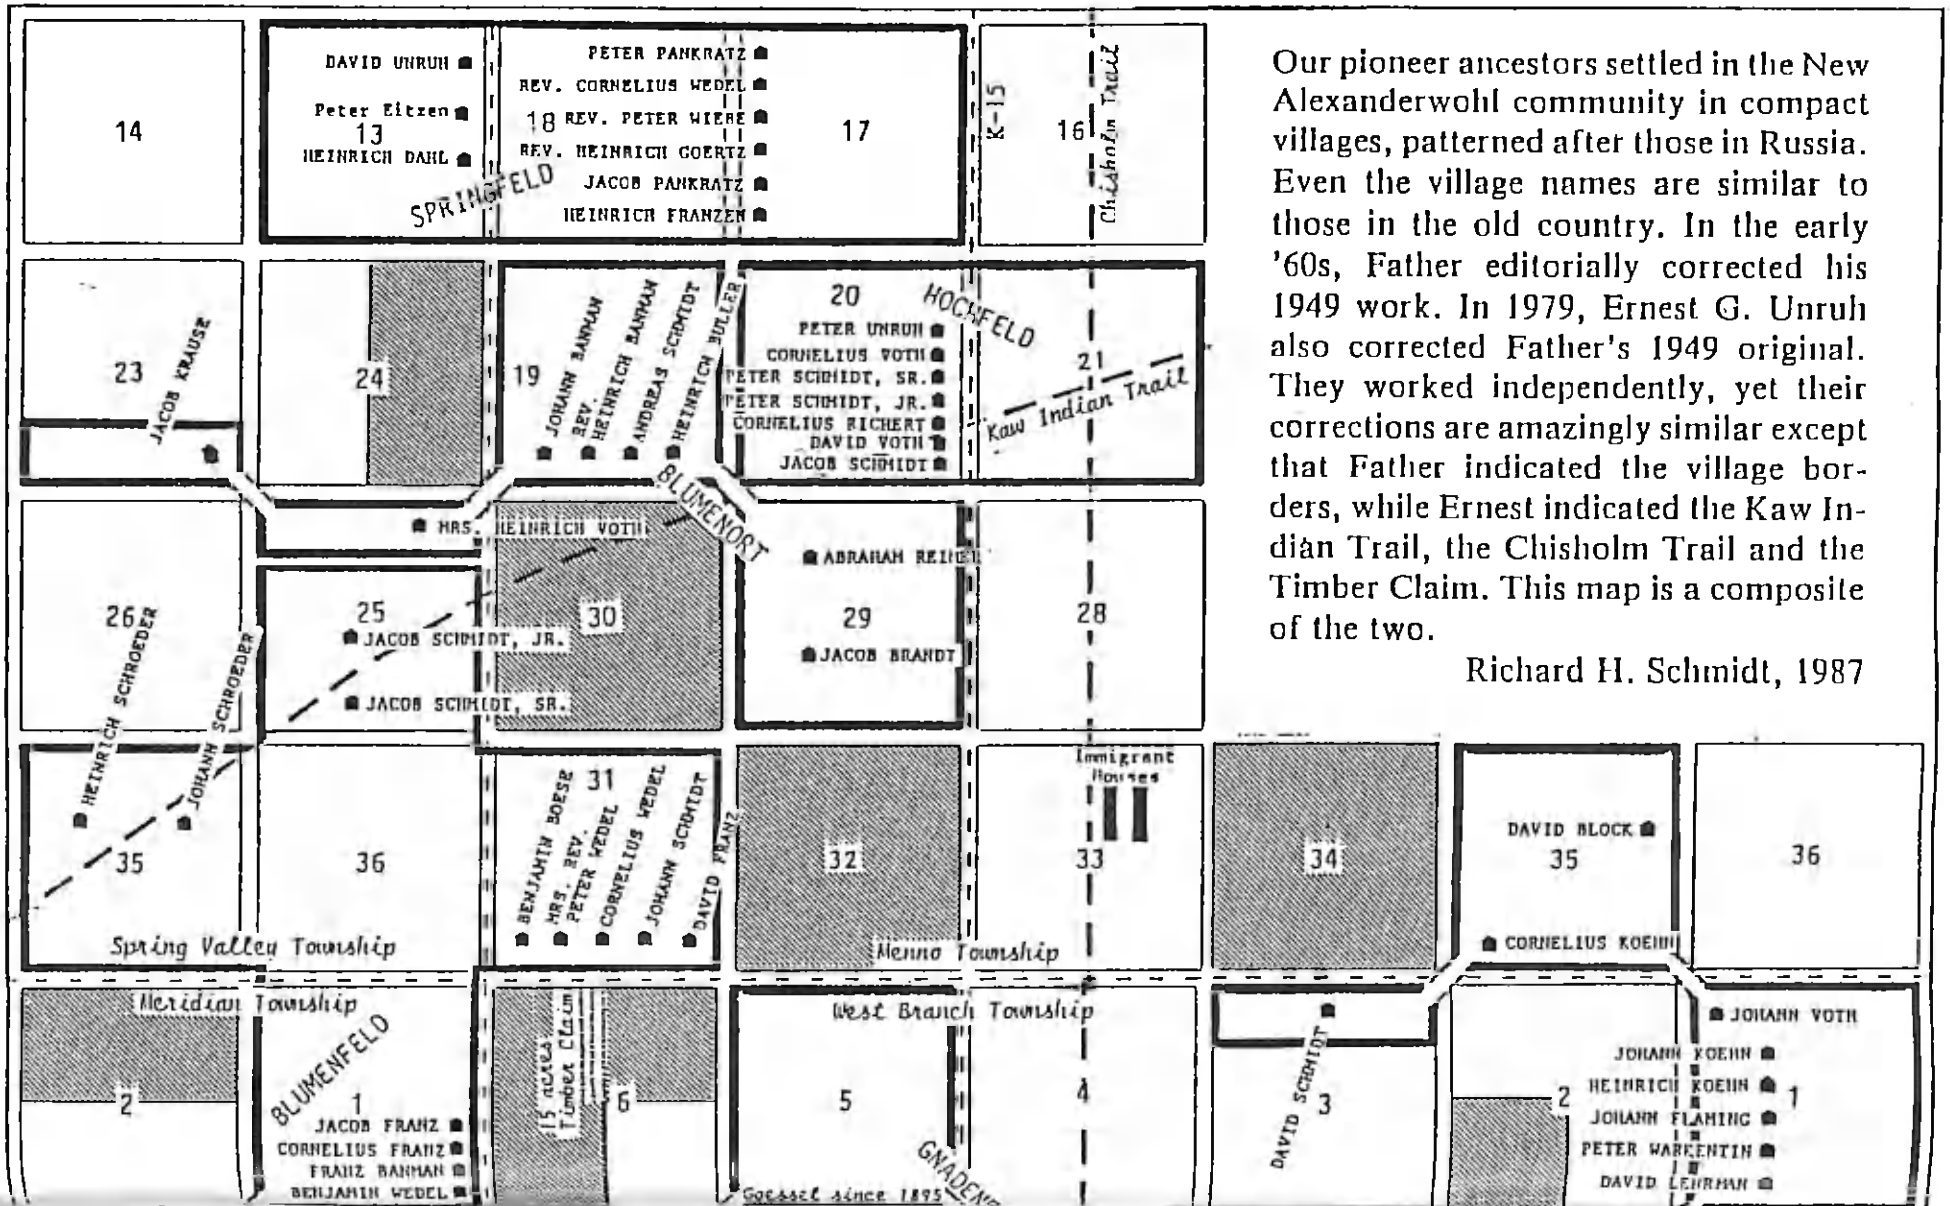 Our pioneer ancestors settled in the New
Alexanderwohl community in compact
villages, patterned after those in Russia.
Even the village names are similar to
those in the old country. In the early
'60s, Father editorially corrected his
1949 work. In 1979, Ernest G. Unruh
also corrected Father's 1949 original.
They worked independently, yet their
corrections are amazingly similar except
that Father indicated the village bor-
ders, while Ernest indicated the Kaw In-
dian Trail, the Chisholm Trail and the
Timber Claim. This map is a composite
of the two.
Richard H. Schmidt, 1987
14
DAVID UNRUH
Peter Eitzen
13
HEINRICH DAHL
SPRINGFELD
PETER PANKRATZ
REV. CORNELIUS WEDEL
18
REV. PETER WIEBE
REV. HEINRICH GOERTZ
JACOB PANKRATZ
HEINRICH FRANZEN
17
K-15
16
Chisholm Trail
23
JACOB KRAUSE
24
19
JOHANN BANMAN
REV.
HEINRICH BANMAN
ANDREAS SCHMIDT
HEINRICH BULLER
BLUMENORT
20
HOCHFELD
PETER UNRUH
CORNELIUS VOTH
PETER SCHMIDT, SR.
PETER SCHMIDT, JR.
CORNELIUS RICHERT
DAVID VOTH
JACOB SCHMIDT
21
Kaw Indian Trail
MRS. HEINRICH VOTH
26
HEINRICH SCHROEDER
JOHANN SCHROEDER
25
JACOB SCHMIDT, JR.
JACOB SCHMIDT, SR.
30
ABRAHAM REIMER
29
JACOB BRANDT
28
35
36
Spring Valley Township
31
BENJAMIN BOESE
MRS. REV.
PETER WEDEL
CORNELIUS WEDEL
JOHANN SCHMIDT
DAVID FRANZ
32
Menno Township
Immigrant
Houses
33
34
DAVID BLOCK
35
CORNELIUS KOEHN
36
Meridian Township
2
BLUMENFELD
1
JACOB FRANZ
CORNELIUS FRANZ
FRANZ BANMAN
BENJAMIN WEDEL
15 acres
Timber Claim
6
West Branch Township
5
Goessel since 1895
4
DAVID SCHMIDT
3
2
JOHANN VOTH
JOHANN KOEHN
HEINRICH KOEHN
1
JOHANN FLAMING
PETER WARKENTIN
DAVID LEHRMAN